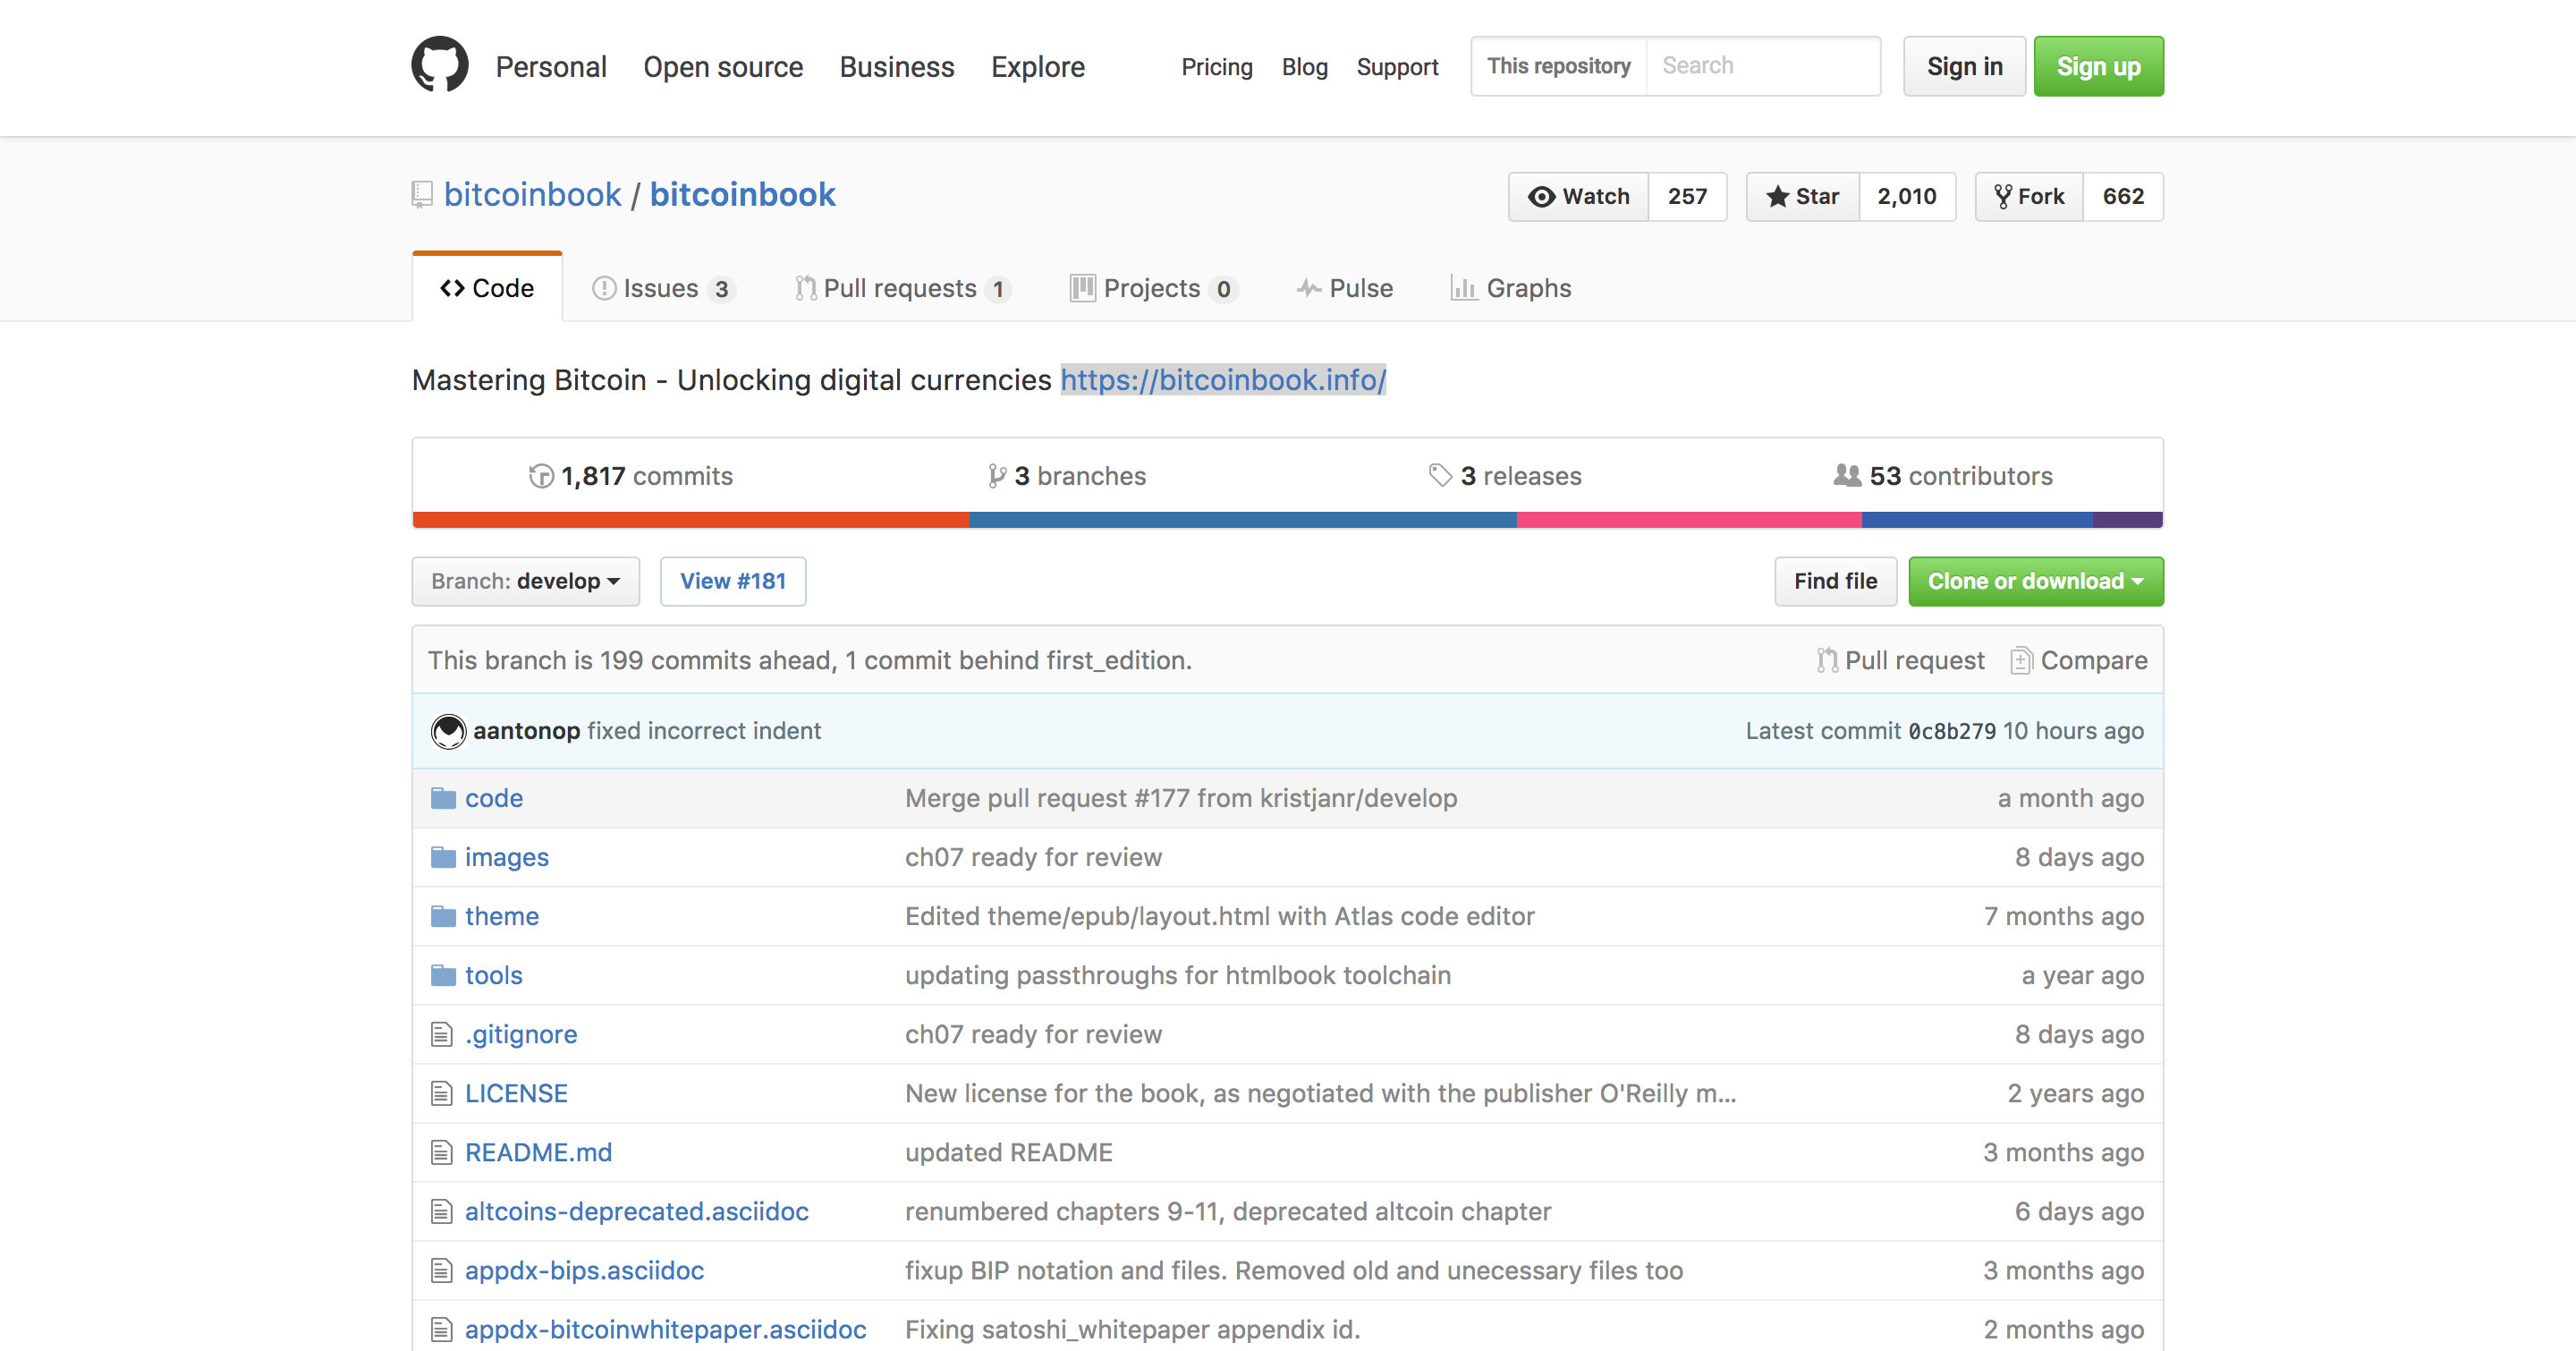 Personal Open source Business Explore Pricing Blog Support This repository Search Sign in Sign up
bitcoinbook / bitcoinbook Watch 257 Star 2,010 Fork 662
Code Issues 3 Pull requests 1 Projects 0 Pulse Graphs
Mastering Bitcoin - Unlocking digital currencies https://bitcoinbook.info/
1,817 commits 3 branches 3 releases 53 contributors
Branch: develop View #181 Find file Clone or download
This branch is 199 commits ahead, 1 commit behind first_edition. Pull request Compare
aantonop fixed incorrect indent Latest commit 0c8b279 10 hours ago
code Merge pull request #177 from kristjanr/develop a month ago
images ch07 ready for review 8 days ago
theme Edited theme/epub/layout.html with Atlas code editor 7 months ago
tools updating passthroughs for htmlbook toolchain a year ago
.gitignore ch07 ready for review 8 days ago
LICENSE New license for the book, as negotiated with the publisher O'Reilly m... 2 years ago
README.md updated README 3 months ago
altcoins-deprecated.asciidoc renumbered chapters 9-11, deprecated altcoin chapter 6 days ago
appdx-bips.asciidoc fixup BIP notation and files. Removed old and unecessary files too 3 months ago
appdx-bitcoinwhitepaper.asciidoc Fixing satoshi_whitepaper appendix id. 2 months ago